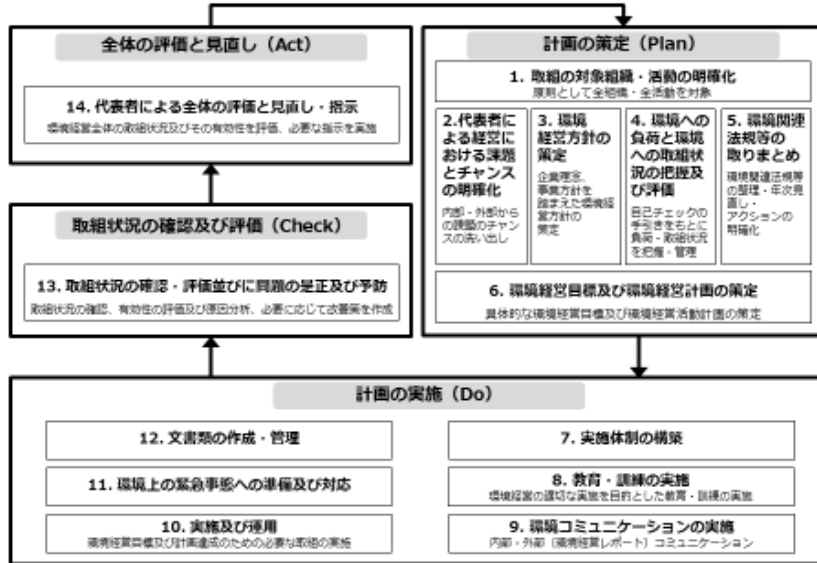 全体の評価と見直し（Act）
14. 代表者による全体の評価と見直し・指示
環境経営全体の取組状況及びその有効性を評価、必要な指示を実施
計画の策定（Plan）
1. 取組の対象組織・活動の明確化
原則として全組織・全活動を対象
2.代表者に
よる経営に
おける課題
とチャンス
の明確化
内部・外部から
の課題のチャン
スの洗い出し
3. 環境
経営方針の
策定
企業理念、
事業方針を
踏まえた環境経
営方針の
策定
4. 環境への
負荷と環境
への取組状
況の把握及
び評価
自己チェックの
手引きをもとに
負荷・取組状況
を把握・管理
5. 環境関連
法規等の
取りまとめ
環境関連法規等
の整理・年次見
直し・
アクションの
明確化
6. 環境経営目標及び環境経営計画の策定
具体的な環境経営目標及び環境経営活動計画の策定
取組状況の確認及び評価（Check）
13. 取組状況の確認・評価並びに問題の是正及び予防
取組状況の確認、有効性の評価及び原因分析、必要に応じて改善策を作成
計画の実施（Do）
12. 文書類の作成・管理
11. 環境上の緊急事態への準備及び対応
10. 実施及び運用
環境経営目標及び計画達成のための必要な取組の実施
7. 実施体制の構築
8. 教育・訓練の実施
環境経営の適切な実施を目的とした教育・訓練の実施
9. 環境コミュニケーションの実施
内部・外部（環境経営レポート）コミュニケーション